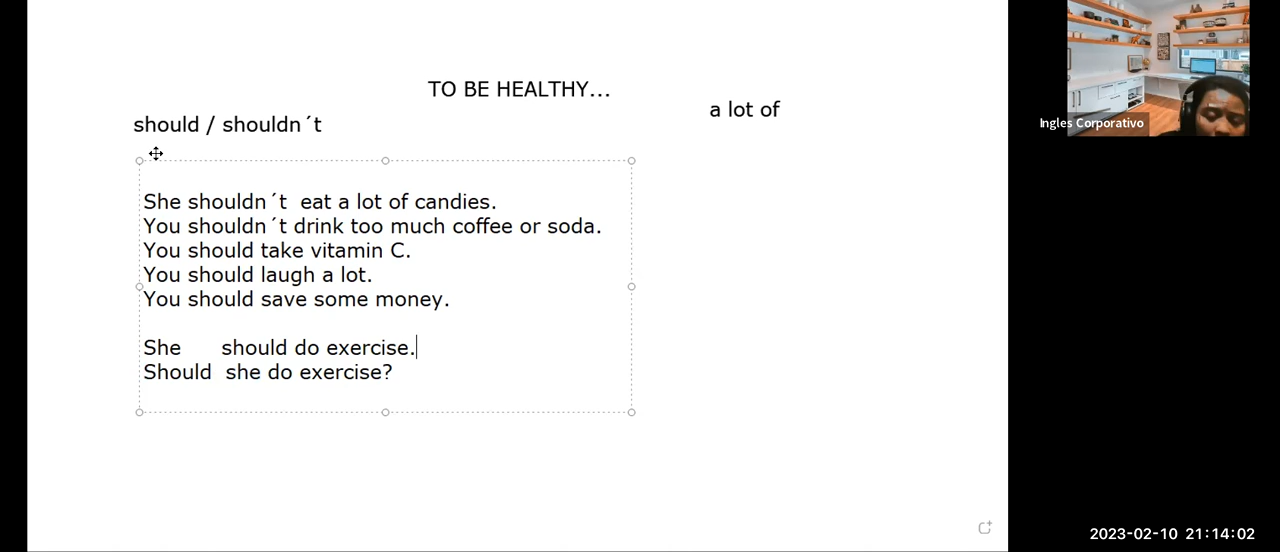 TO BE HEALTHY...
a lot of
should / shouldn´t
She shouldn´t  eat a lot of candies.
You shouldn´t drink too much coffee or soda.
You should take vitamin C.
You should laugh a lot.
You should save some money.
She      should do exercise.
Should  she do exercise?
Ingles Corporativo
2023-02-10 21:14:02